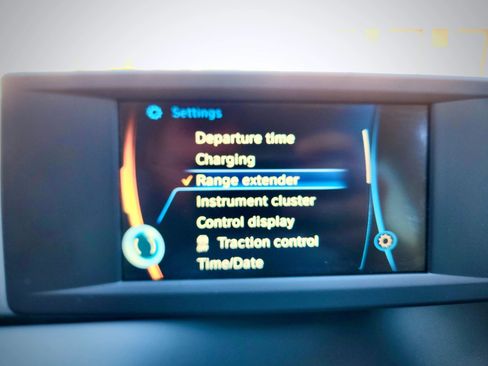 Settings
Departure time
Charging
Range extender
Instrument cluster
Control display
Traction control
Time/Date